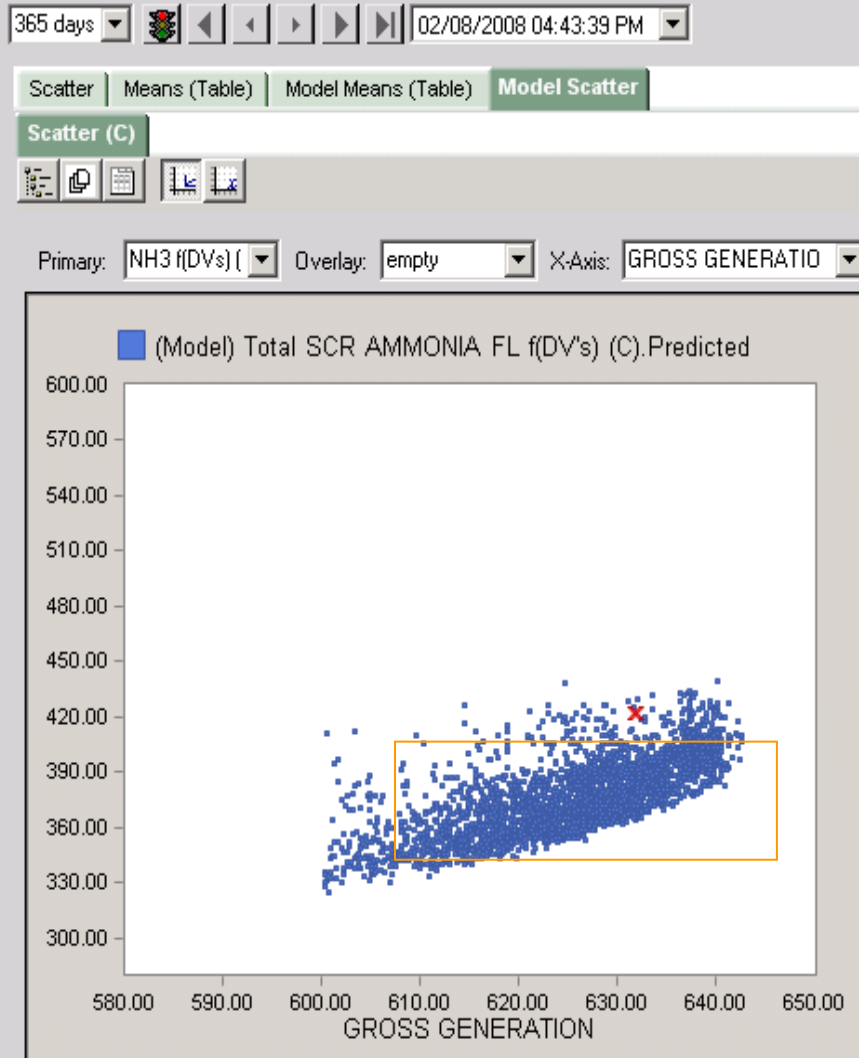 365 days 02/08/2008 04:43:39 PM
Scatter Means (Table) Model Means (Table) Model Scatter
Scatter (C)
Primary: NH3 f(DVs) ( Overlay: empty X-Axis: GROSS GENERATIO
(Model) Total SCR AMMONIA FL f(DV's) (C).Predicted
600.00
570.00
540.00
510.00
480.00
450.00
420.00
390.00
360.00
330.00
300.00
580.00 590.00 600.00 610.00 620.00 630.00 640.00 650.00
GROSS GENERATION